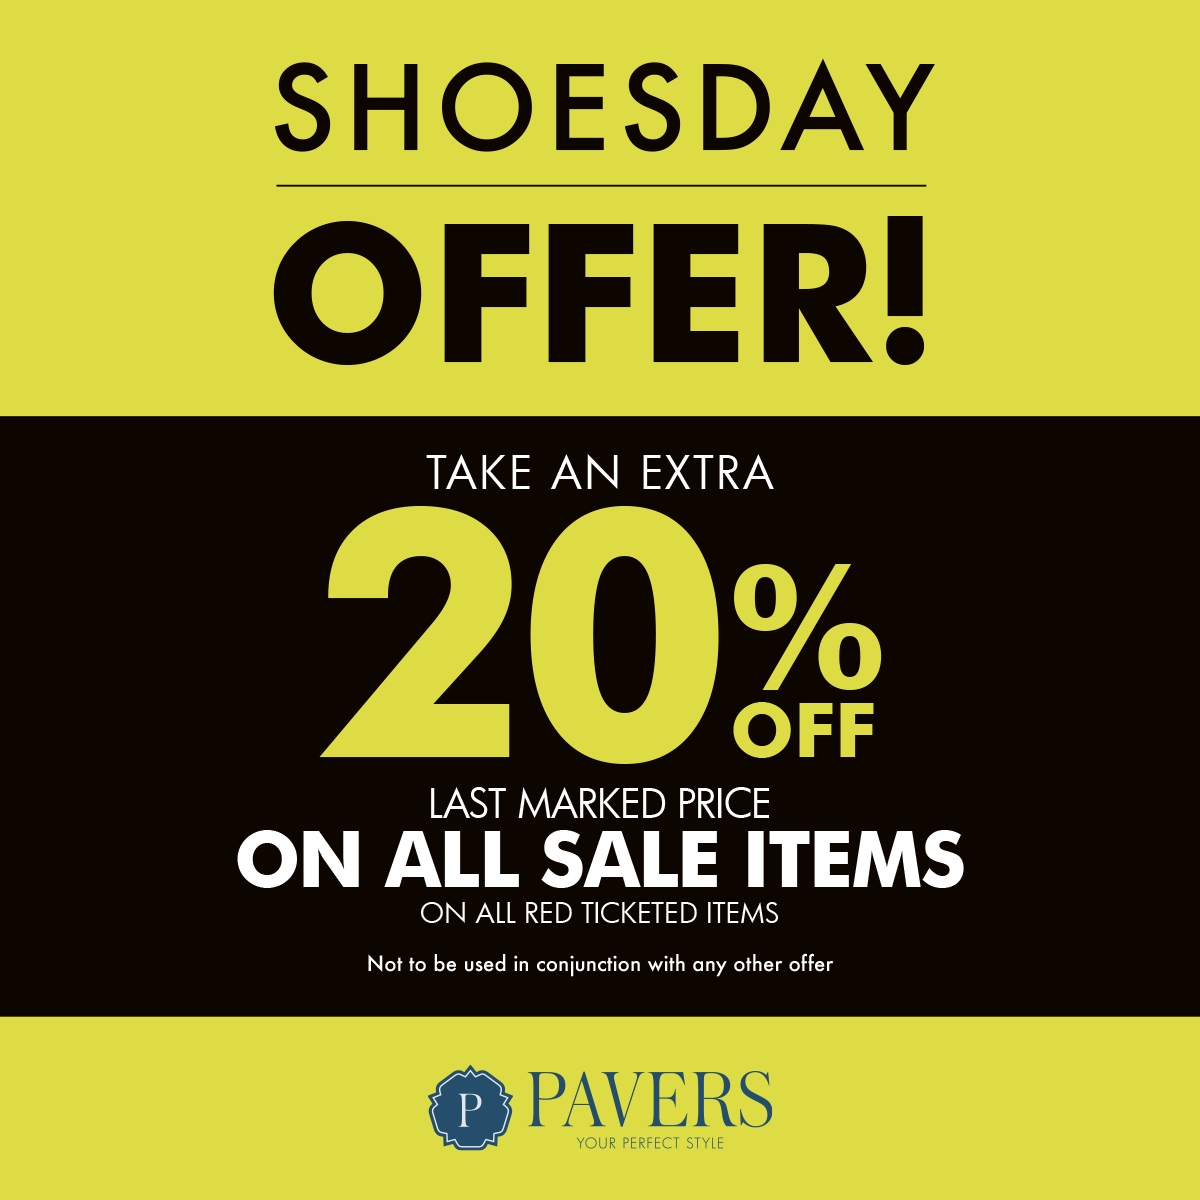 SHOESDAY
OFFER!
TAKE AN EXTRA
20%
OFF
LAST MARKED PRICE
ON ALL SALE ITEMS
ON ALL RED TICKETED ITEMS
Not to be used in conjunction with any other offer
P PAVERS
YOUR PERFECT STYLE